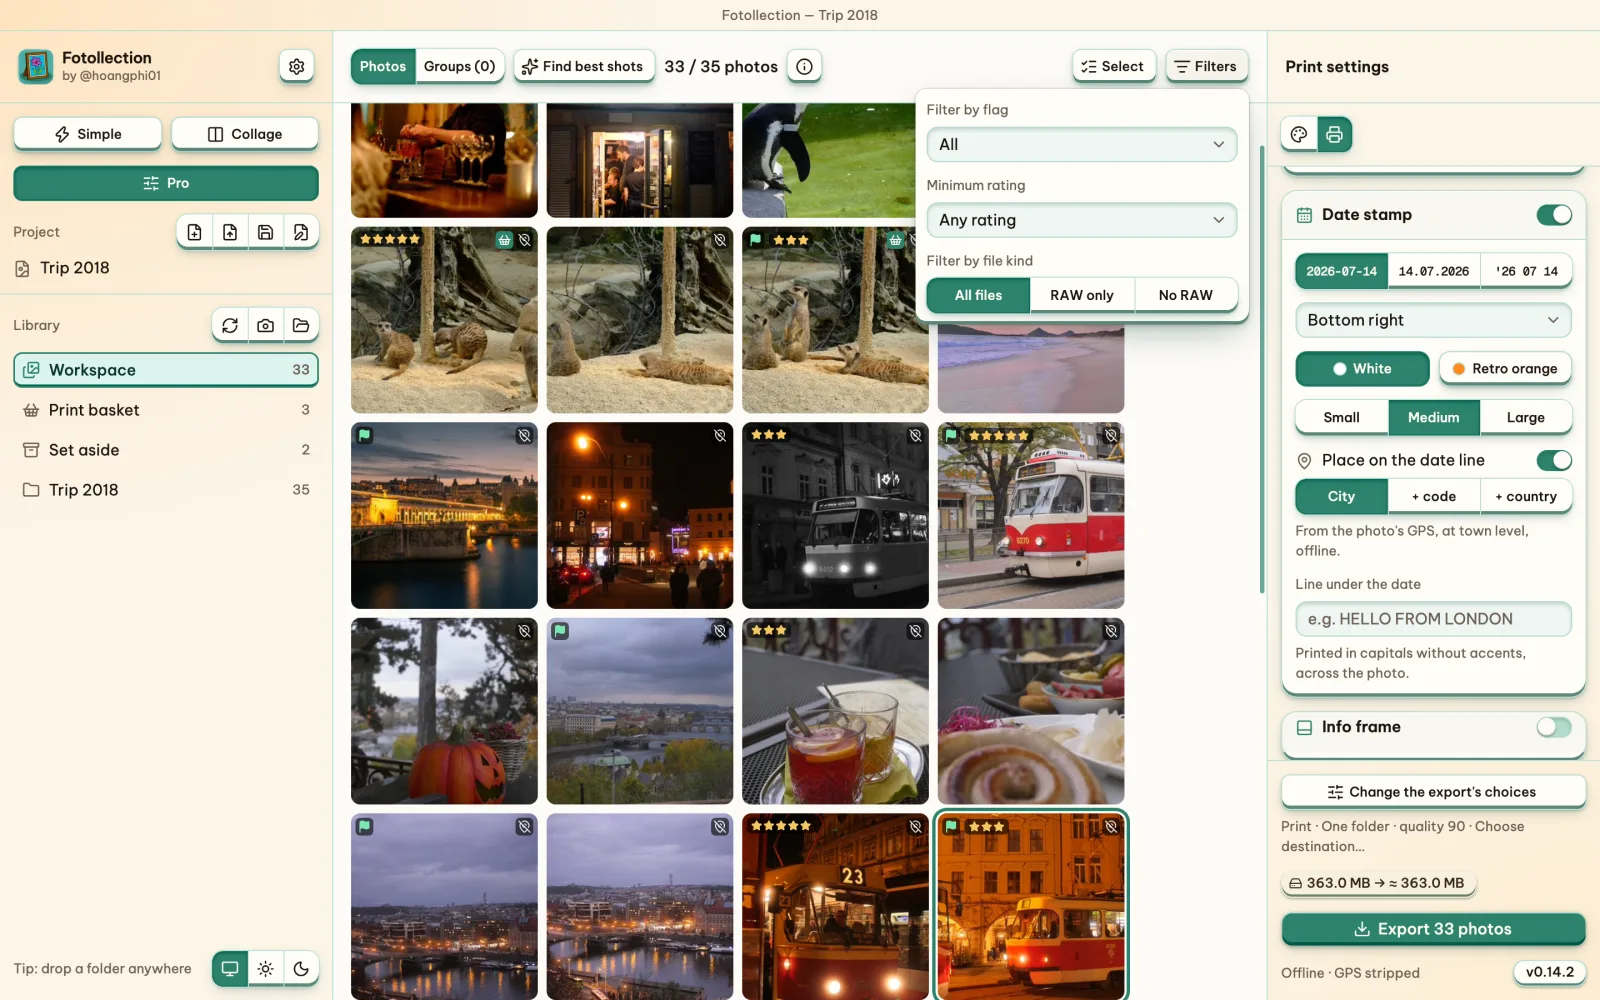 Fotollection — Trip 2018
Fotollection
by @hoangphi01
Simple
Collage
Pro
Project
Trip 2018
Library
Workspace
33
Print basket
3
Set aside
2
Trip 2018
35
Tip: drop a folder anywhere
Photos
Groups (0)
Find best shots
33 / 35 photos
Select
Filters
Filter by flag
All
Minimum rating
Any rating
Filter by file kind
All files
RAW only
No RAW
8270
23
Print settings
Date stamp
2026-07-14
14.07.2026
'26 07 14
Bottom right
White
Retro orange
Small
Medium
Large
Place on the date line
City
+ code
+ country
From the photo's GPS, at town level,
offline.
Line under the date
e.g. HELLO FROM LONDON
Printed in capitals without accents,
across the photo.
Info frame
Change the export's choices
Print · One folder · quality 90 · Choose
destination…
363.0 MB → ≈ 363.0 MB
Export 33 photos
Offline · GPS stripped
v0.14.2